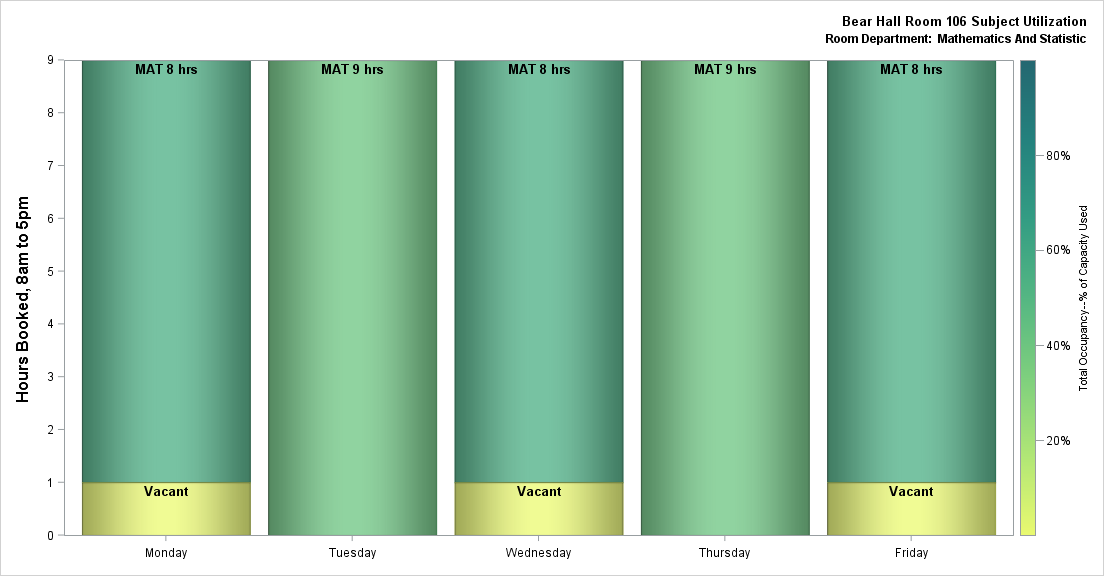 Bear Hall Room 106 Subject Utilization
Room Department: Mathematics And Statistic
Hours Booked, 8am to 5pm
9
8
7
6
5
4
3
2
1
0
MAT 8 hrs
MAT 9 hrs
MAT 8 hrs
MAT 9 hrs
MAT 8 hrs
Vacant
Vacant
Vacant
Monday
Tuesday
Wednesday
Thursday
Friday
80%
60%
40%
20%
Total Occupancy--% of Capacity Used